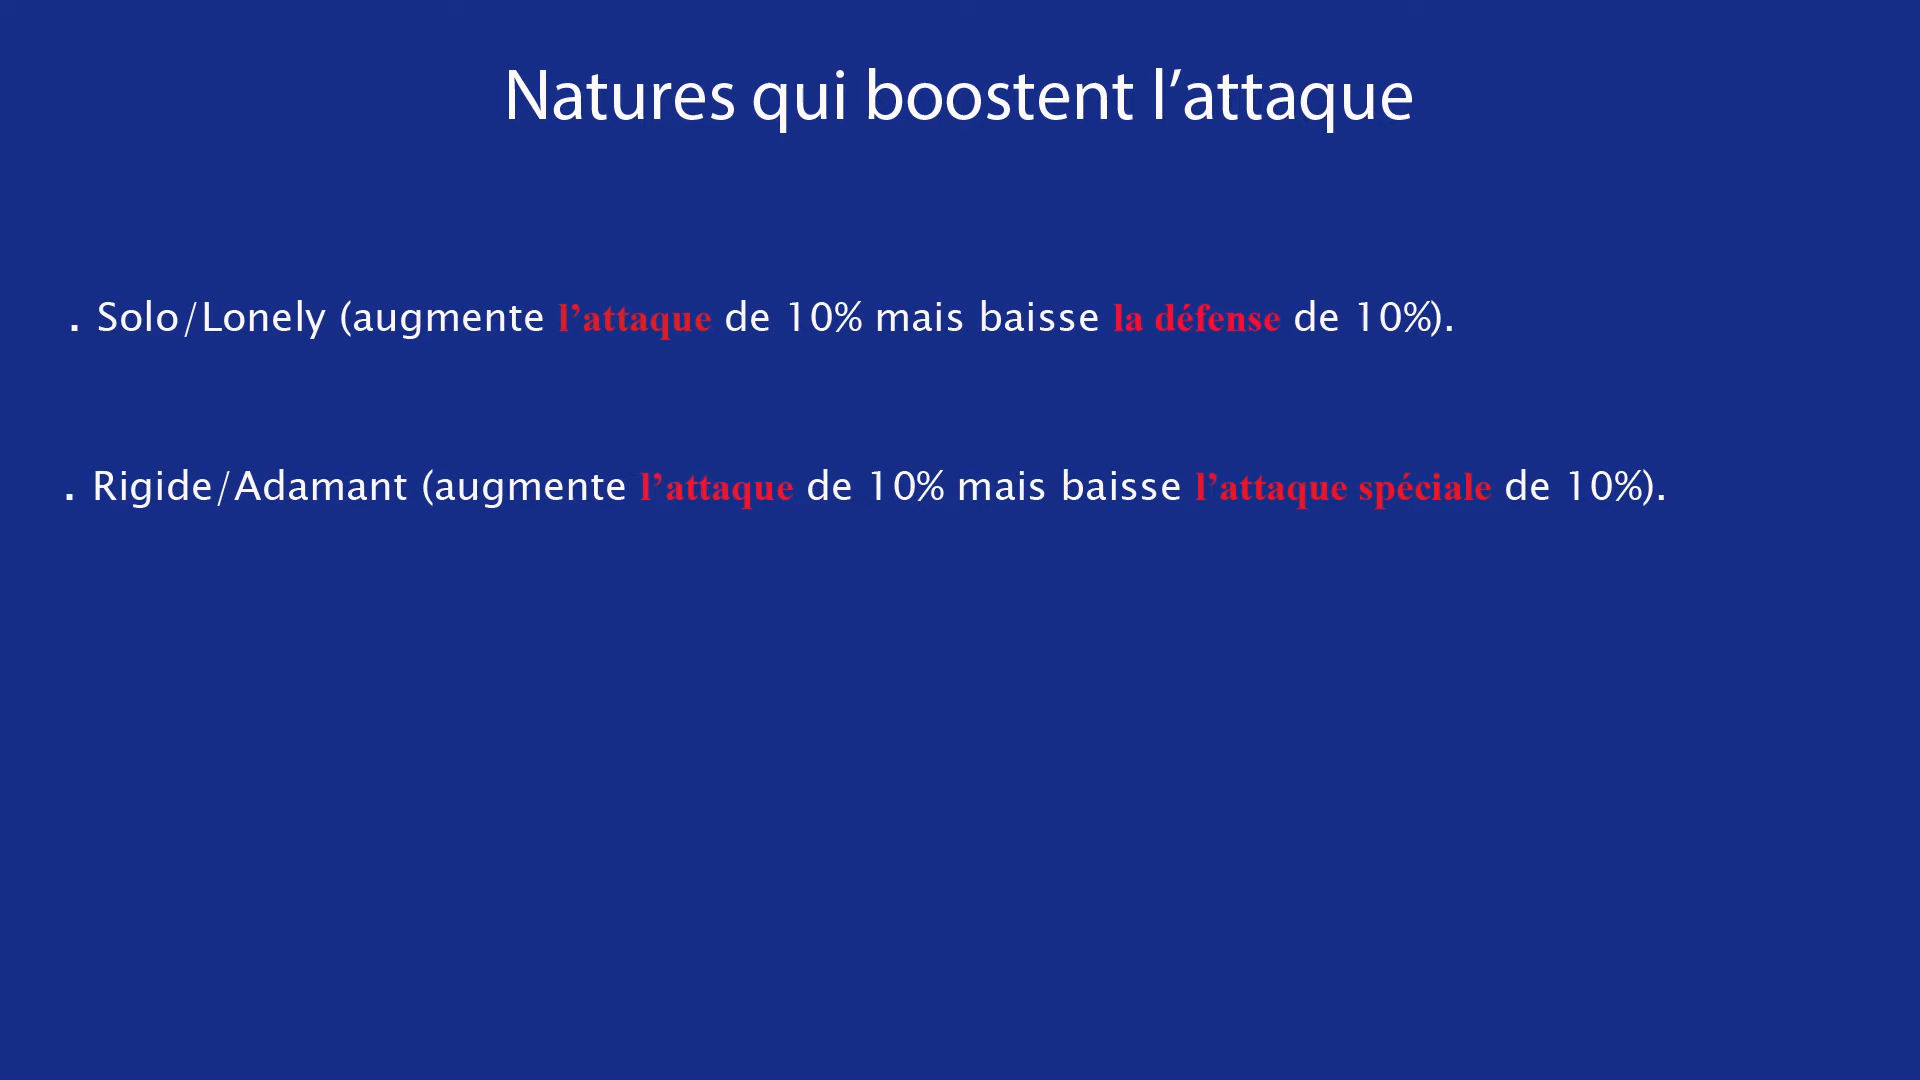 Natures qui boostent l’attaque
. Solo/Lonely (augmente l’attaque de 10% mais baisse la défense de 10%).
. Rigide/Adamant (augmente l’attaque de 10% mais baisse l’attaque spéciale de 10%).